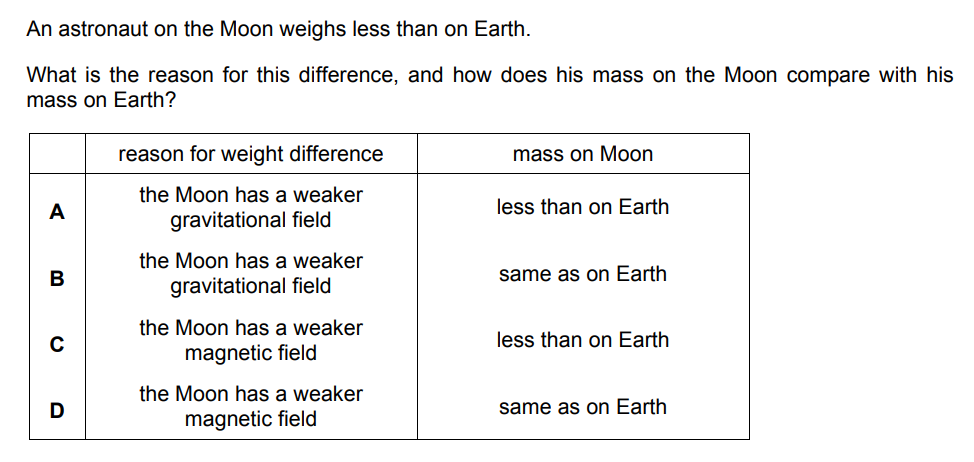 An astronaut on the Moon weighs less than on Earth.
What is the reason for this difference, and how does his mass on the Moon compare with his
mass on Earth?
reason for weight difference mass on Moon
A the Moon has a weaker
gravitational field less than on Earth
B the Moon has a weaker
gravitational field same as on Earth
C the Moon has a weaker
magnetic field less than on Earth
D the Moon has a weaker
magnetic field same as on Earth